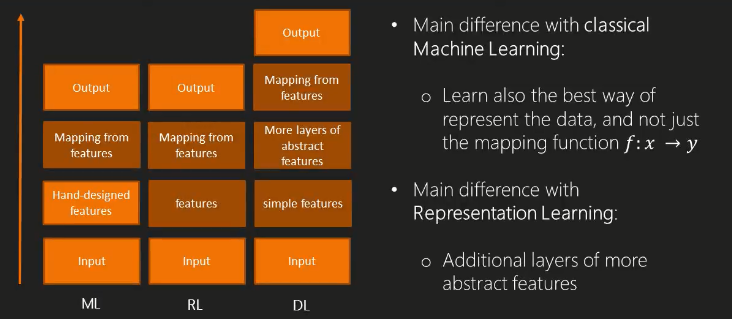 Output
Output
Output
Mapping from
features
Mapping from
features
Mapping from
features
More layers of
abstract
features
Hand-designed
features
features
simple features
Input
Input
Input
ML
RL
DL
• Main difference with classical
Machine Learning:
o Learn also the best way of
represent the data, and not just
the mapping function f: x → y
• Main difference with
Representation Learning:
o Additional layers of more
abstract features